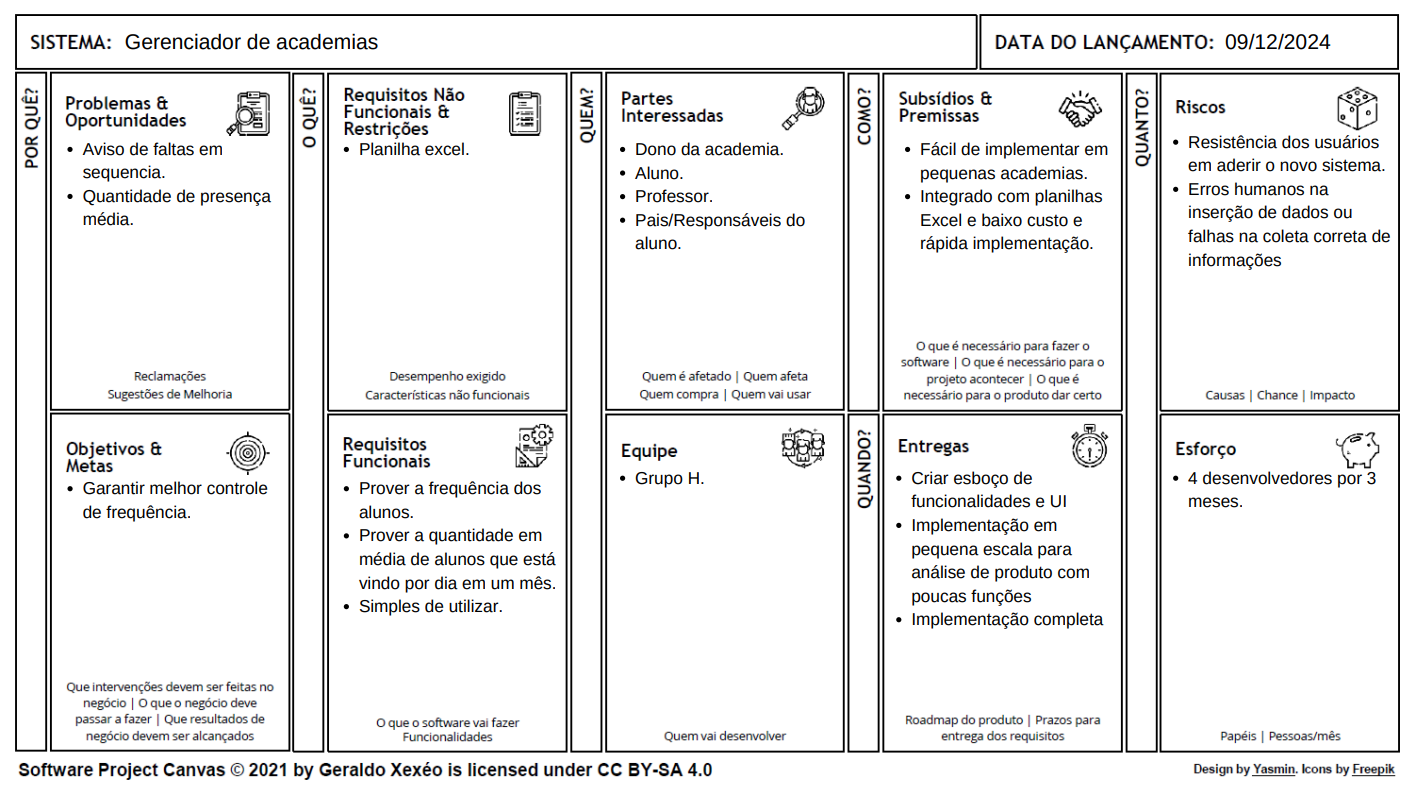 SISTEMA: Gerenciador de academias
DATA DO LANÇAMENTO: 09/12/2024
POR QUÊ?
Problemas &
Oportunidades
• Aviso de faltas em
sequencia.
• Quantidade de presença
média.
Reclamações
Sugestões de Melhoria
Objetivos &
Metas
• Garantir melhor controle
de frequência.
Que intervenções devem ser feitas no
negócio | O que o negócio deve
passar a fazer | Que resultados de
negócio devem ser alcançados
O QUÊ?
Requisitos Não
Funcionais &
Restrições
• Planilha excel.
Desempenho exigido
Características não funcionais
Requisitos
Funcionais
• Prover a frequência dos
alunos.
• Prover a quantidade em
média de alunos que está
vindo por dia em um mês.
• Simples de utilizar.
O que o software vai fazer
Funcionalidades
QUEM?
Partes
Interessadas
• Dono da academia.
• Aluno.
• Professor.
• Pais/Responsáveis do
aluno.
Quem é afetado | Quem afeta
Quem compra | Quem vai usar
Equipe
• Grupo H.
Quem vai desenvolver
COMO?
Subsídios &
Premissas
• Fácil de implementar em
pequenas academias.
• Integrado com planilhas
Excel e baixo custo e
rápida implementação.
O que é necessário para fazer o
software | O que é necessário para o
projeto acontecer | O que é
necessário para o produto dar certo
QUANDO?
Entregas
• Criar esboço de
funcionalidades e UI
• Implementação em
pequena escala para
análise de produto com
poucas funções
• Implementação completa
Roadmap do produto | Prazos para
entrega dos requisitos
QUANTO?
Riscos
• Resistência dos usuários
em aderir o novo sistema.
• Erros humanos na
inserção de dados ou
falhas na coleta correta de
informações
Causas | Chance | Impacto
Esforço
• 4 desenvolvedores por 3
meses.
Papéis | Pessoas/mês
Software Project Canvas © 2021 by Geraldo Xexéo is licensed under CC BY-SA 4.0
Design by Yasmin. Icons by Freepik